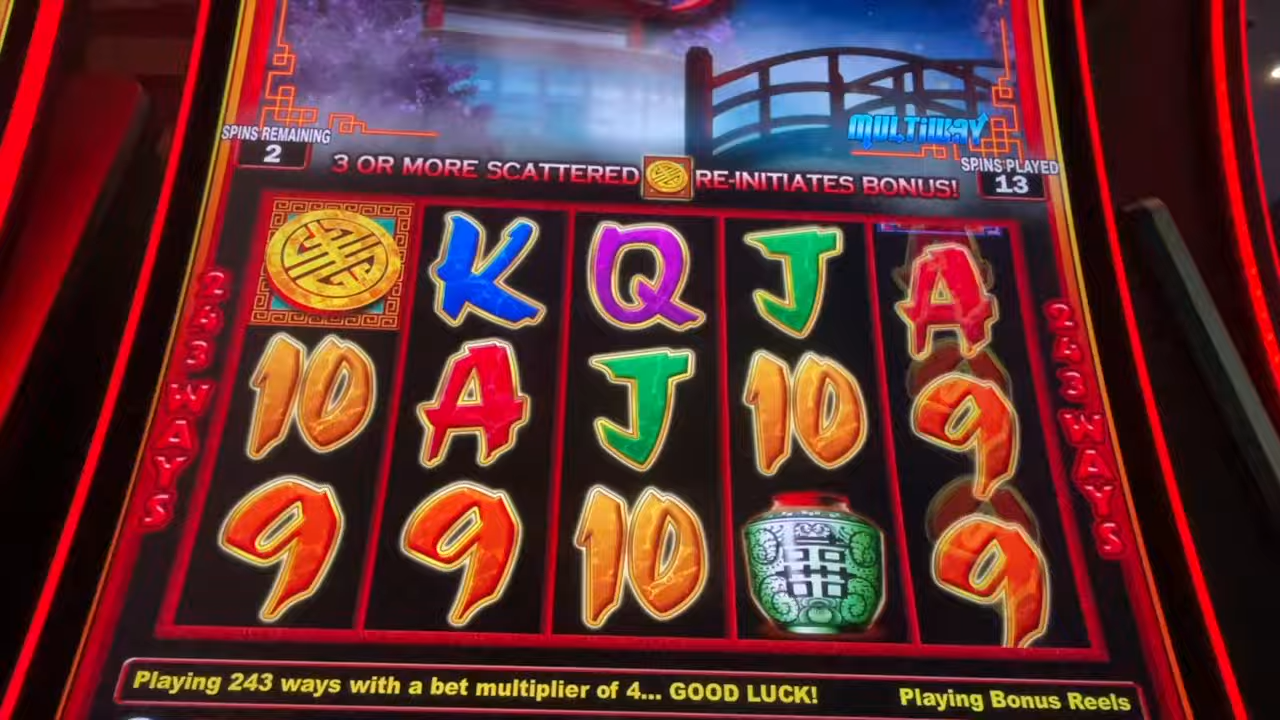 MULTIWAY
SPINS REMAINING
2
3 OR MORE SCATTERED RE-INITIATES BONUS!
SPINS PLAYED
13
K Q J A
10 A J 10 9
9 9 10 9
243 WAYS
243 WAYS
Playing 243 ways with a bet multiplier of 4... GOOD LUCK!
Playing Bonus Reels